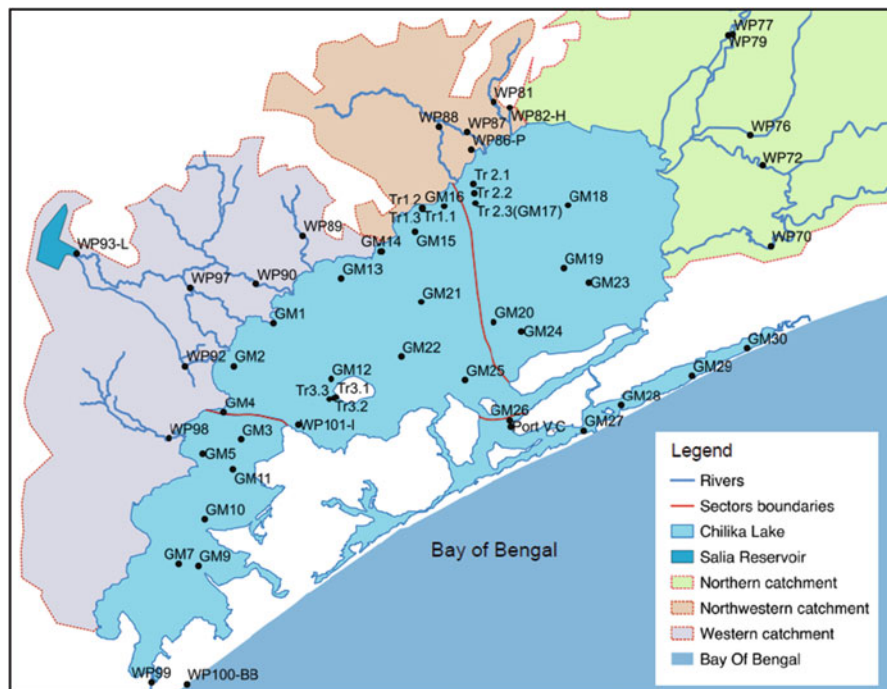 WP77
WP79
WP81
WP82-H
WP88
WP87
WP86-P
WP76
WP72
Tr 2.1
Tr 2.2
Tr 2.3(GM17)
GM18
Tr1.2
GM16
Tr1.3
Tr1.1
WP89
GM15
WP70
WP93-L
GM14
GM13
GM19
GM23
WP97
WP90
GM21
GM1
GM20
GM24
GM30
WP92
GM2
GM22
GM12
GM25
GM29
Tr3.3
Tr3.1
Tr3.2
GM4
GM28
GM26
WP101-I
Port V.C
GM27
WP98
GM3
GM5
GM11
GM10
GM7
GM9
WP99
WP100-BB
Bay of Bengal
Legend
Rivers
Sectors boundaries
Chilika Lake
Salia Reservoir
Northern catchment
Northwestern catchment
Western catchment
Bay Of Bengal